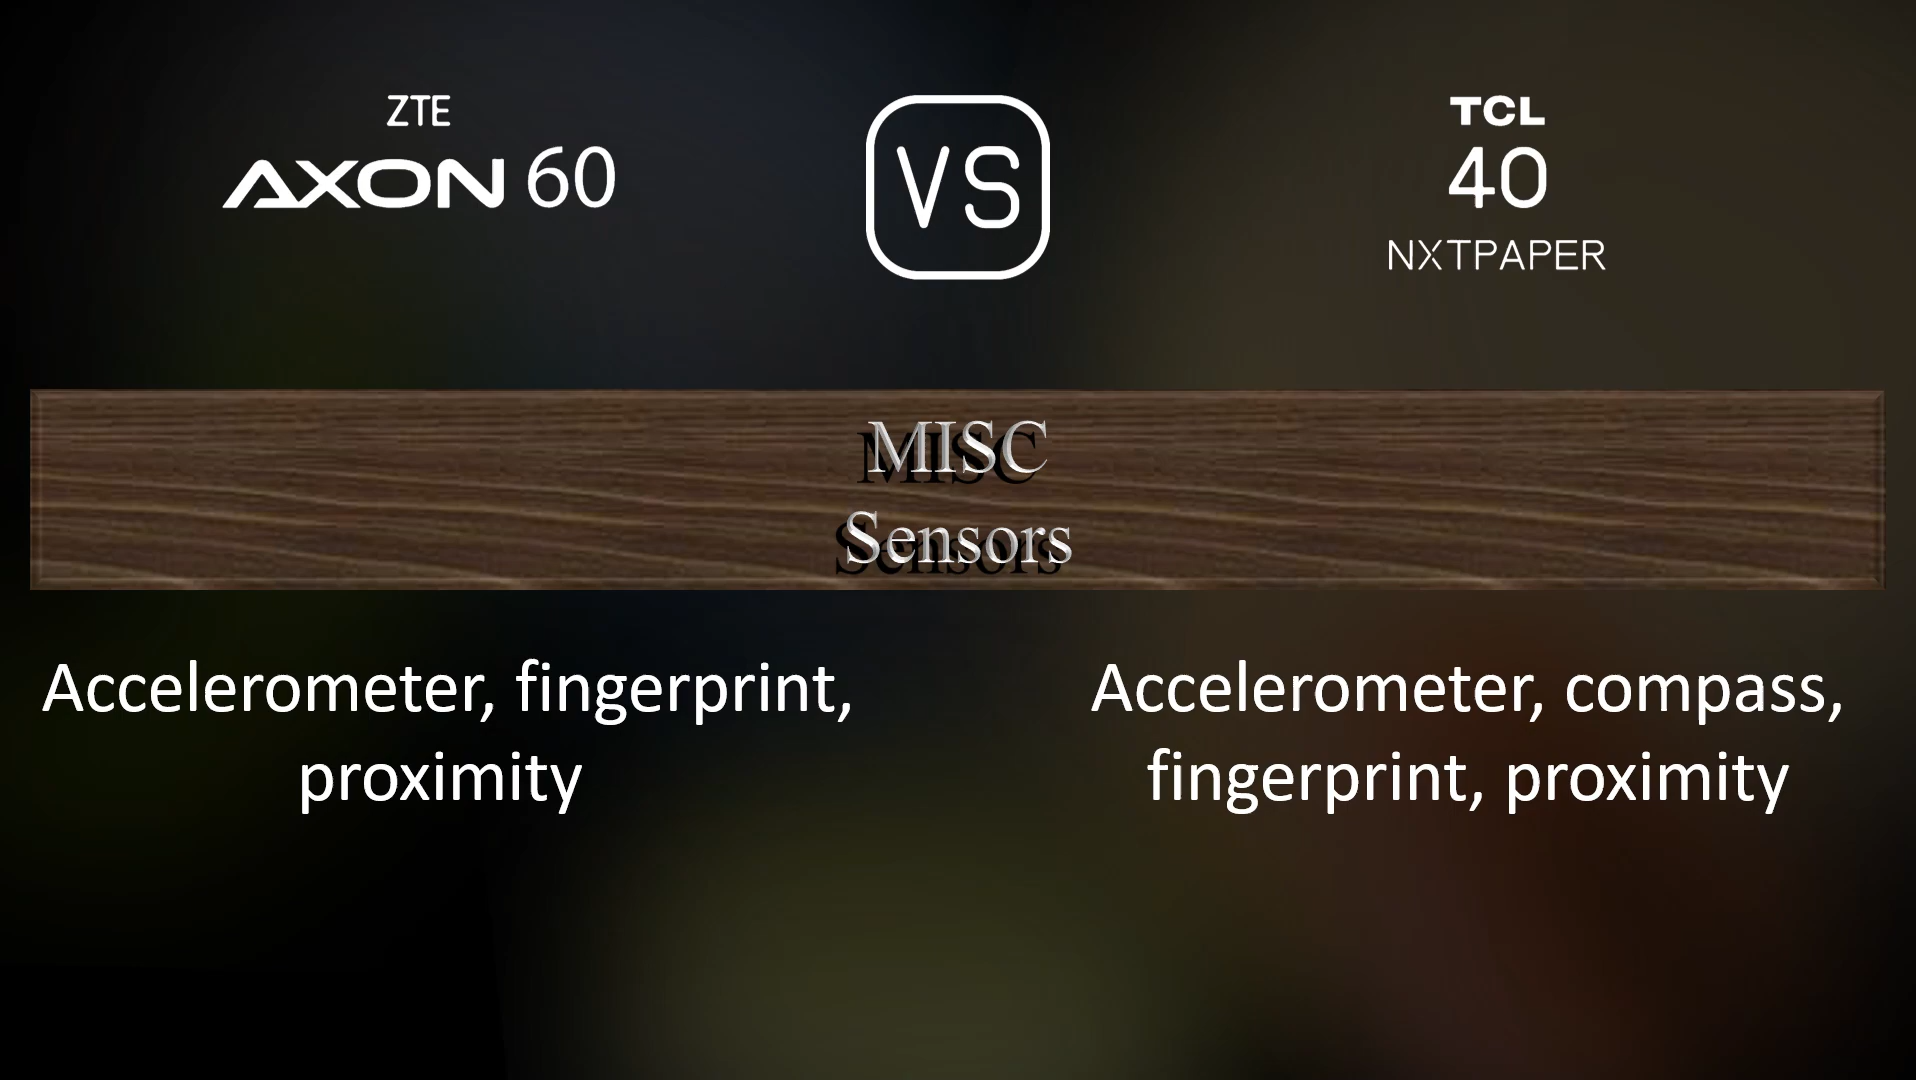 ZTE
AXON 60
VS
TCL
40
NXTPAPER
MISC
Sensors
Accelerometer, fingerprint,
proximity
Accelerometer, compass,
fingerprint, proximity